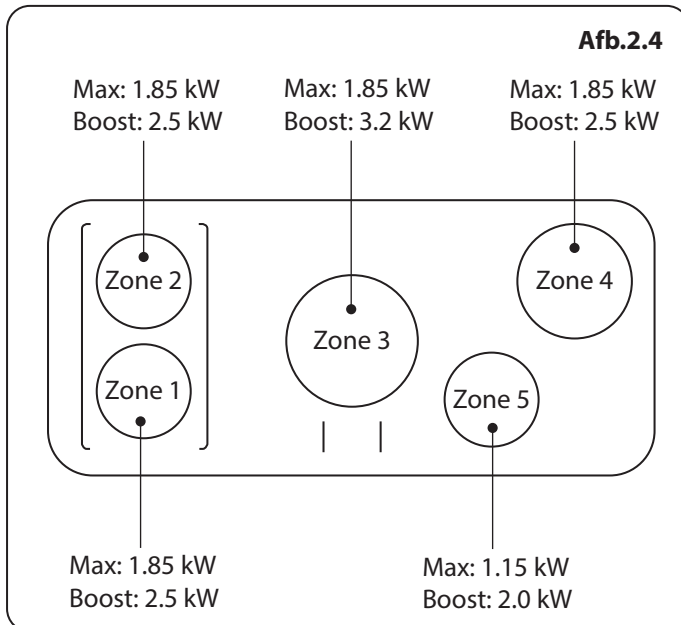 Afb.2.4
Max: 1.85 kW
Boost: 2.5 kW
Max: 1.85 kW
Boost: 3.2 kW
Max: 1.85 kW
Boost: 2.5 kW
Zone 2
Zone 4
Zone 3
Zone 1
Zone 5
Max: 1.85 kW
Boost: 2.5 kW
Max: 1.15 kW
Boost: 2.0 kW